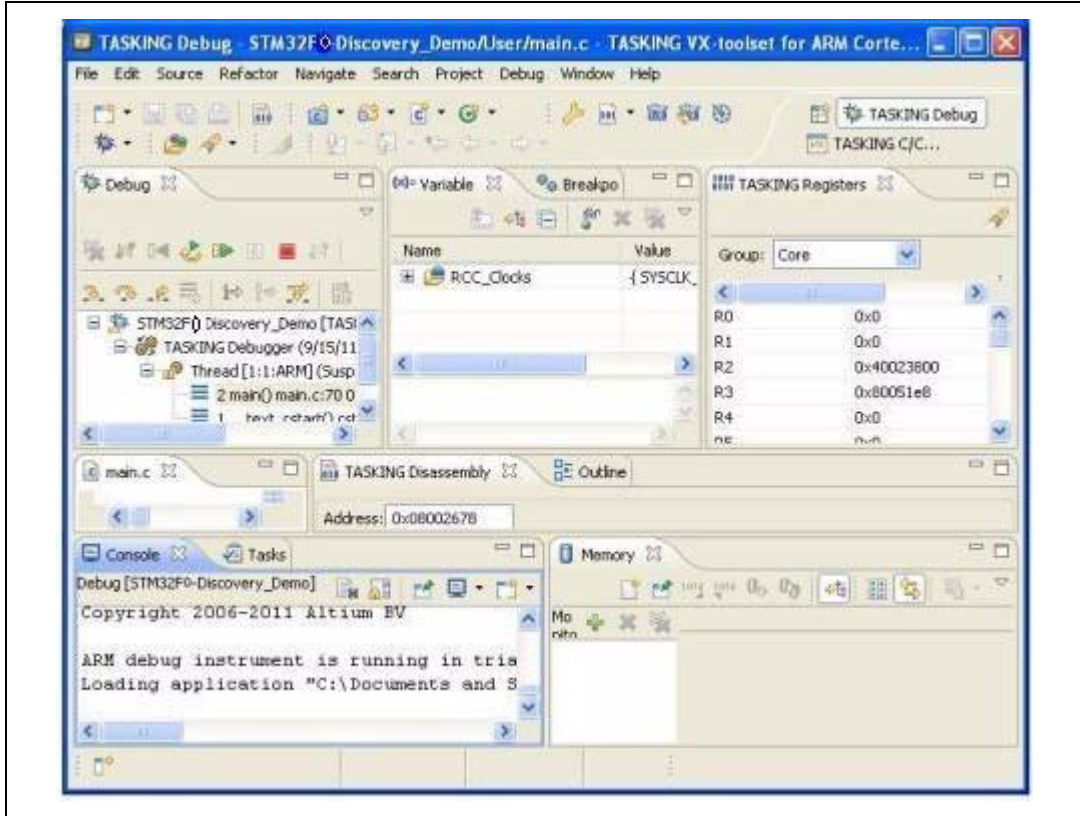 TASKING Debug - STM32F0-Discovery_Demo/User/main.c - TASKING VX-toolset for ARM Corte...
File Edit Source Refactor Navigate Search Project Debug Window Help
TASKING Debug
TASKING C/C...
Debug
Variable
Breakpo
TASKING Registers
Name Value
Group: Core
RCC_Clocks {SYSCLK_
STM32F0 Discovery_Demo [TASI
TASKING Debugger (9/15/11
Thread [1:1:ARM] (Susp
2 main() main.c:70 0
R0 0x0
R1 0x0
R2 0x40023800
R3 0x80051e8
R4 0x0
main.c
TASKING Disassembly
Outline
Address: 0x08002678
Console
Tasks
Memory
Debug [STM32F0-Discovery_Demo]
Copyright 2006-2011 Altium BV
ARM debug instrument is running in tria
Loading application "C:\Documents and S
Mo